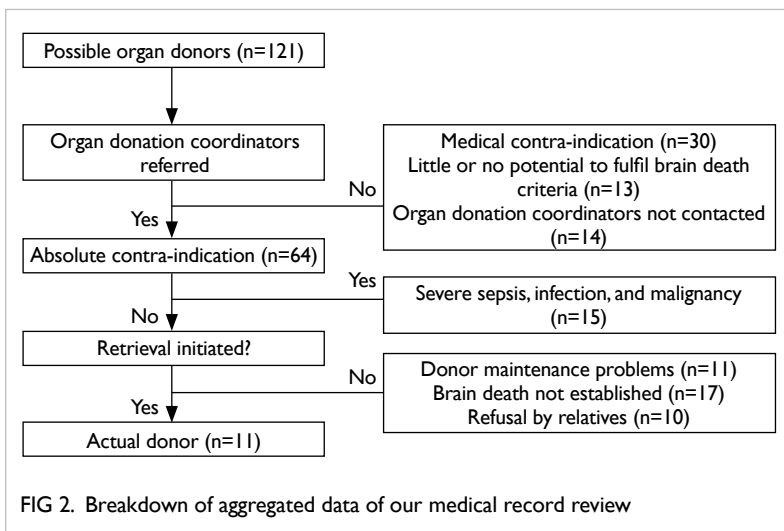 Possible organ donors (n=121)
Organ donation coordinators
referred
No
Medical contra-indication (n=30)
Little or no potential to fulfil brain death
criteria (n=13)
Organ donation coordinators not contacted
(n=14)
Yes
Absolute contra-indication (n=64)
Yes
Severe sepsis, infection, and malignancy
(n=15)
No
Retrieval initiated?
No
Donor maintenance problems (n=11)
Brain death not established (n=17)
Refusal by relatives (n=10)
Yes
Actual donor (n=11)
FIG 2. Breakdown of aggregated data of our medical record review